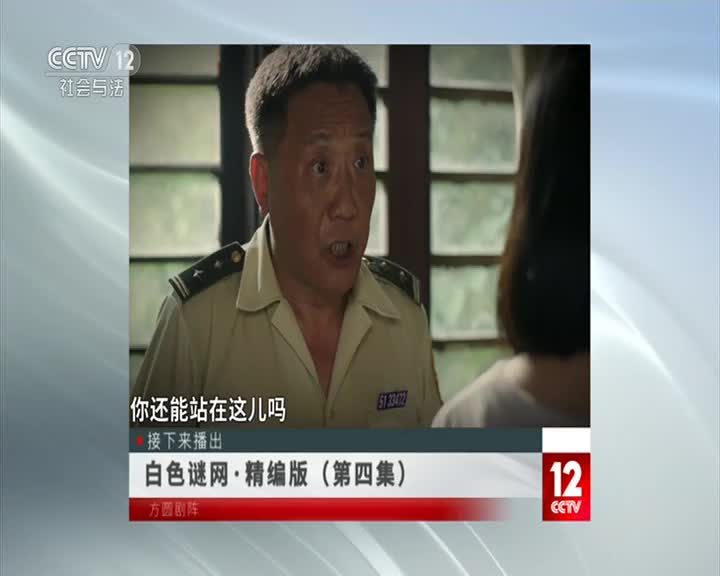 CCTV 12
社会与法
你还能站在这儿吗
5133472
接下来播出
白色谜网·精编版（第四集）
12
方圆剧阵
CCTV